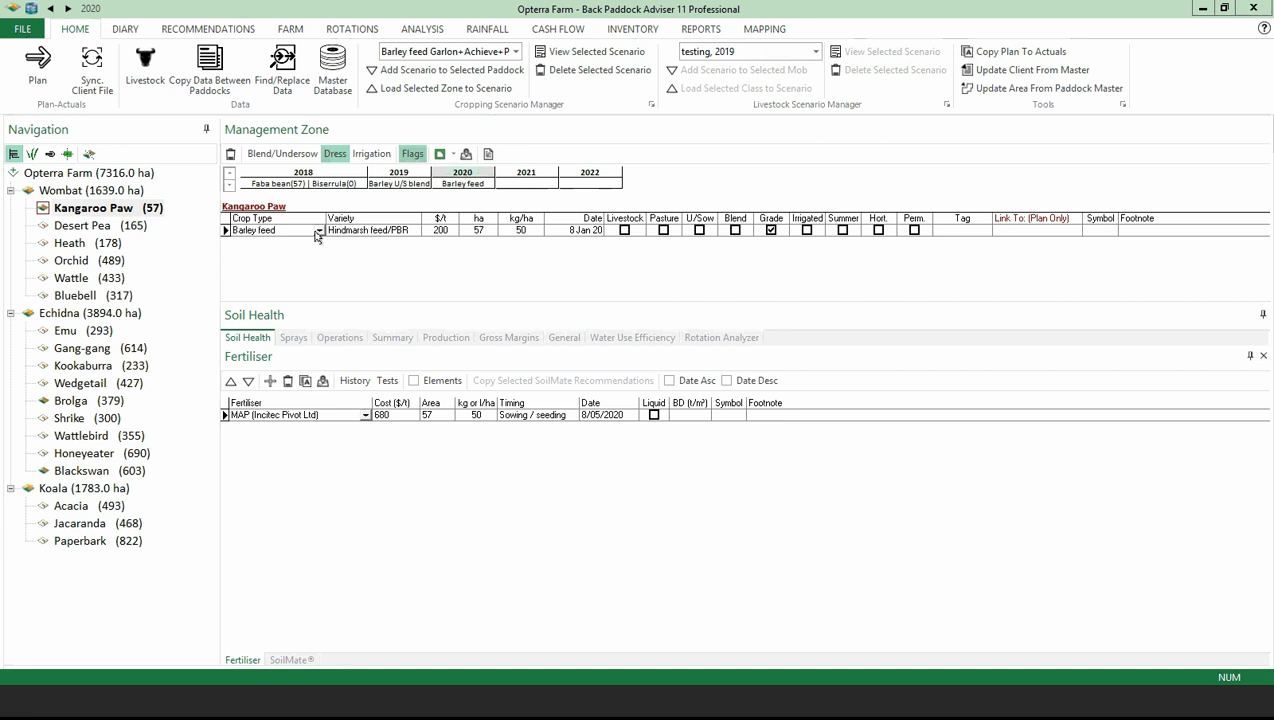 2020
Opterra Farm - Back Paddock Adviser 11 Professional
FILE HOME DIARY RECOMMENDATIONS FARM ROTATIONS ANALYSIS CASH FLOW RAINFALL INVENTORY REPORTS MAPPING
Plan
Sync. Client File
Plan-Actuals
Livestock
Copy Data Between Paddocks
Find/Replace Data
Master Database
Data
Barley feed Garlon+Achieve+P
Add Scenario to Selected Paddock
Load Selected Zone to Scenario
View Selected Scenario
Delete Selected Scenario
Cropping Scenario Manager
testing, 2019
Add Scenario to Selected Mob
Load Selected Class to Scenario
View Selected Scenario
Delete Selected Scenario
Livestock Scenario Manager
Copy Plan To Actuals
Update Client From Master
Update Area From Paddock Master
Tools
Navigation
Opterra Farm (7316.0 ha)
Wombat (1639.0 ha)
Kangaroo Paw (57)
Desert Pea (165)
Heath (178)
Orchid (489)
Wattle (433)
Bluebell (317)
Echidna (3894.0 ha)
Emu (293)
Gang-gang (614)
Kookaburra (233)
Wedgetail (427)
Brolga (379)
Shrike (300)
Wattlebird (355)
Honeyeater (690)
Blackswan (603)
Koala (1783.0 ha)
Acacia (493)
Jacaranda (468)
Paperbark (822)
Management Zone
Blend/Undersow Dress Irrigation Flags
2018 2019 2020 2021 2022
Faba bean(57) | Biserrula(0) Barley U/S blend Barley feed
Kangaroo Paw
Crop Type Variety $/t ha kg/ha Date Livestock Pasture U/Sow Blend Grade Irrigated Summer Hort. Perm. Tag Link To: (Plan Only) Symbol Footnote
Barley feed Hindmarsh feed/PBR 200 57 50 8 Jan 20
Soil Health
Soil Health Sprays Operations Summary Production Gross Margins General Water Use Efficiency Rotation Analyzer
Fertiliser
History Tests Elements Copy Selected SoilMate Recommendations Date Asc Date Desc
Fertiliser Cost ($/t) Area kg or l/ha Timing Date Liquid BD (t/m³) Symbol Footnote
MAP (Incitec Pivot Ltd) 680 57 50 Sowing / seeding 8/05/2020
Fertiliser SoilMate®
NUM